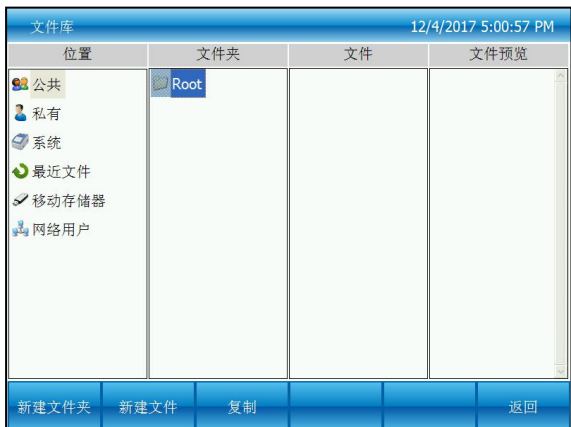 文件库 12/4/2017 5:00:57 PM
位置 文件夹 文件 文件预览
公共 Root
私有
系统
最近文件
移动存储器
网络用户
新建文件夹 新建文件 复制 返回